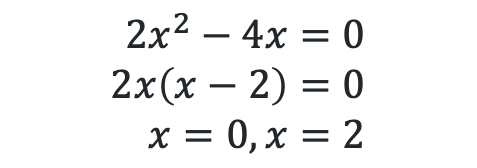 2x² − 4x = 0
2x(x − 2) = 0
x = 0, x = 2